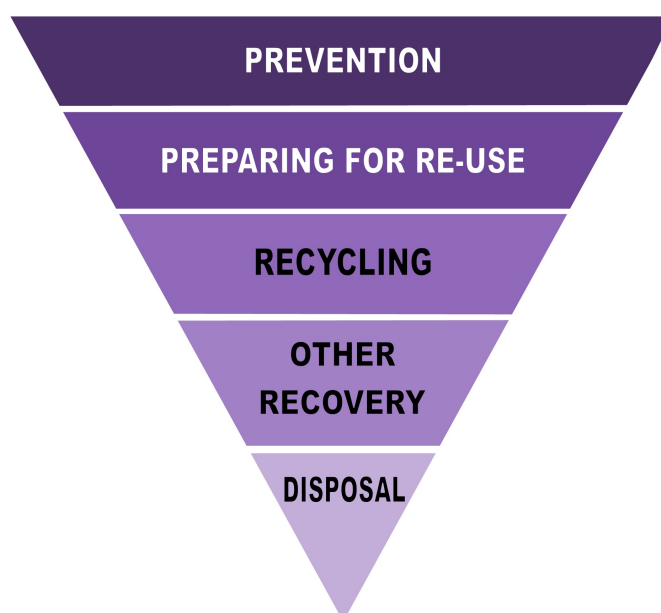 PREVENTION
PREPARING FOR RE-USE
RECYCLING
OTHER
RECOVERY
DISPOSAL